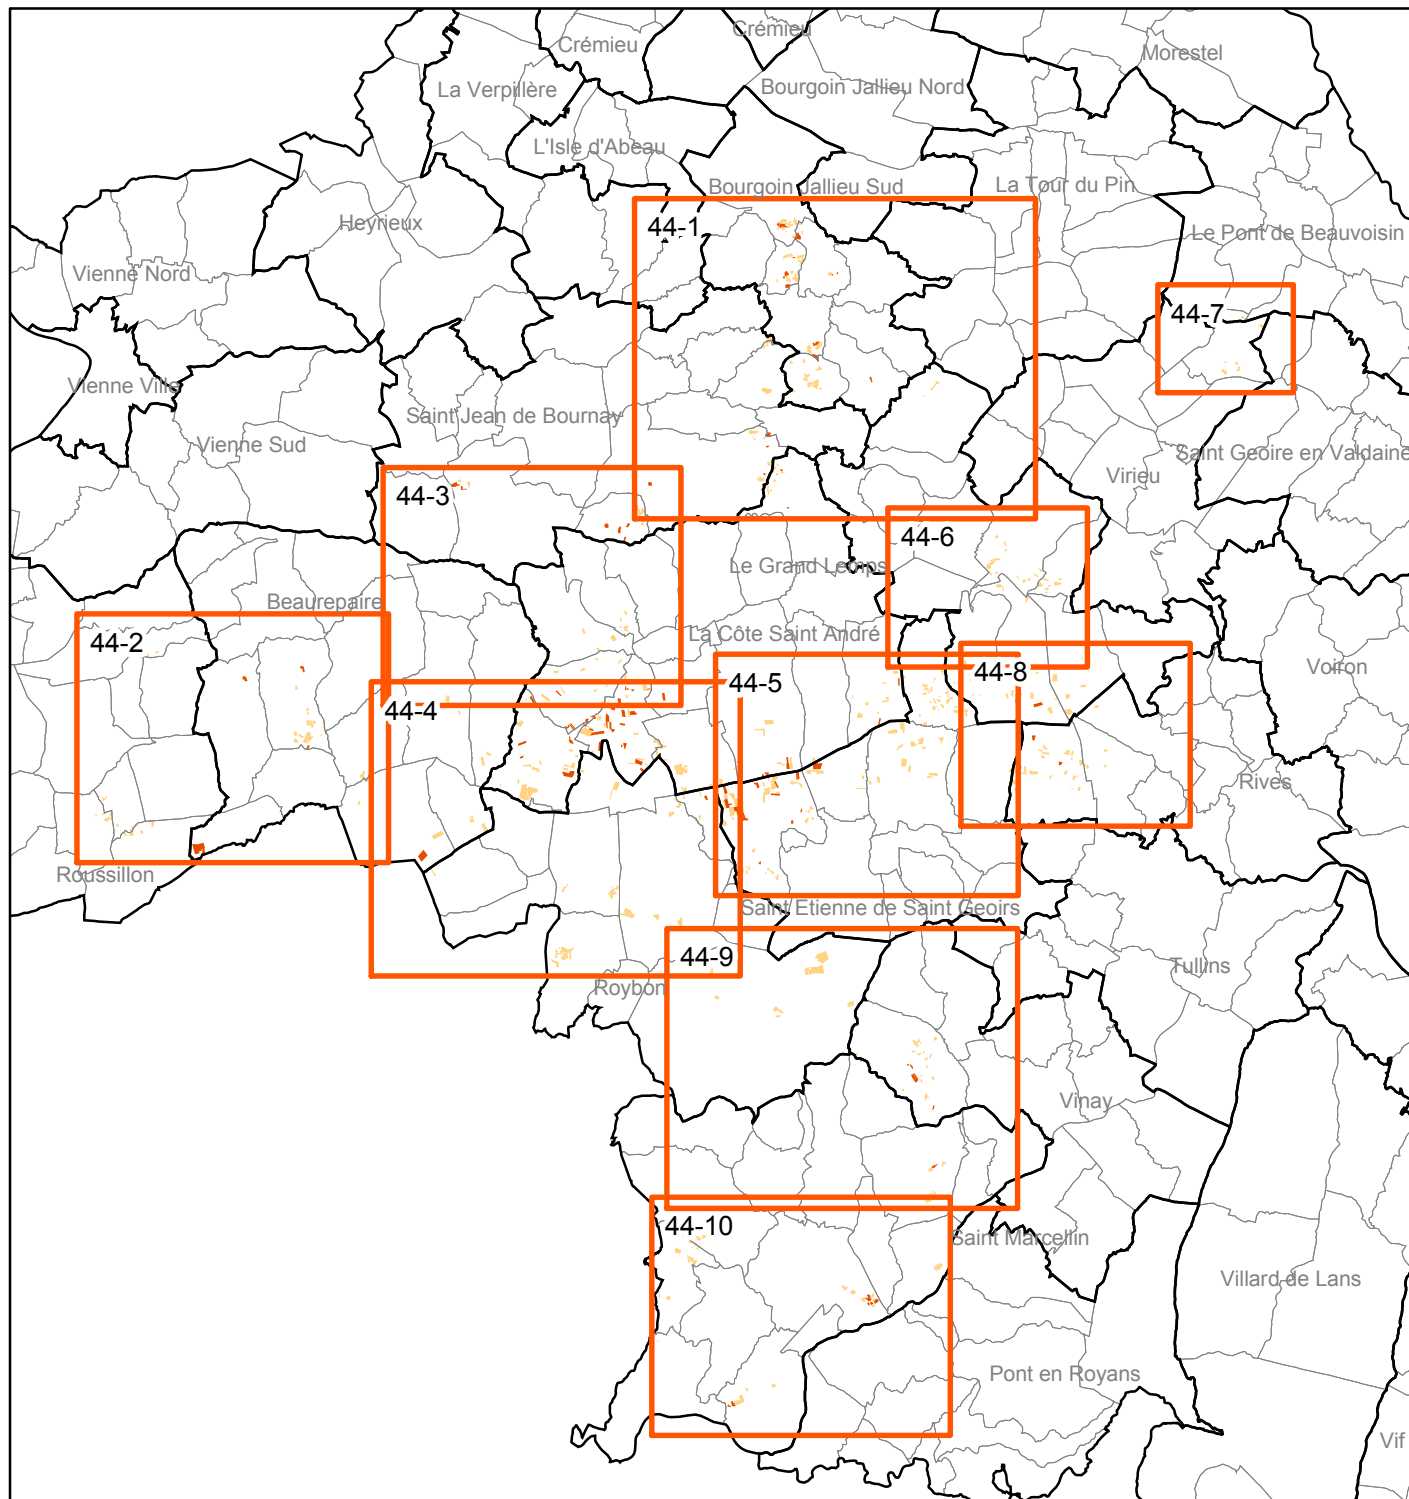 Crémieu
Crémieu
Morestel
La Verpillère
Bourgoin Jallieu Nord
L'Isle d'Abeau
Bourgoin Jallieu Sud
La Tour du Pin
Heyrieux
44-1
Le Pont de Beauvoisin
Vienne Nord
44-7
Vienne Ville
Saint Jean de Bournay
Vienne Sud
Saint Geoire en Valdaine
Virieu
44-3
44-6
Le Grand Lemps
Beaurepaire
La Côte Saint André
44-2
Voiron
44-8
44-5
44-4
Rives
Roussillon
Saint Etienne de Saint Geoirs
44-9
Tullins
Roybon
Vinay
44-10
Saint Marcellin
Villard de Lans
Pont en Royans
Vif